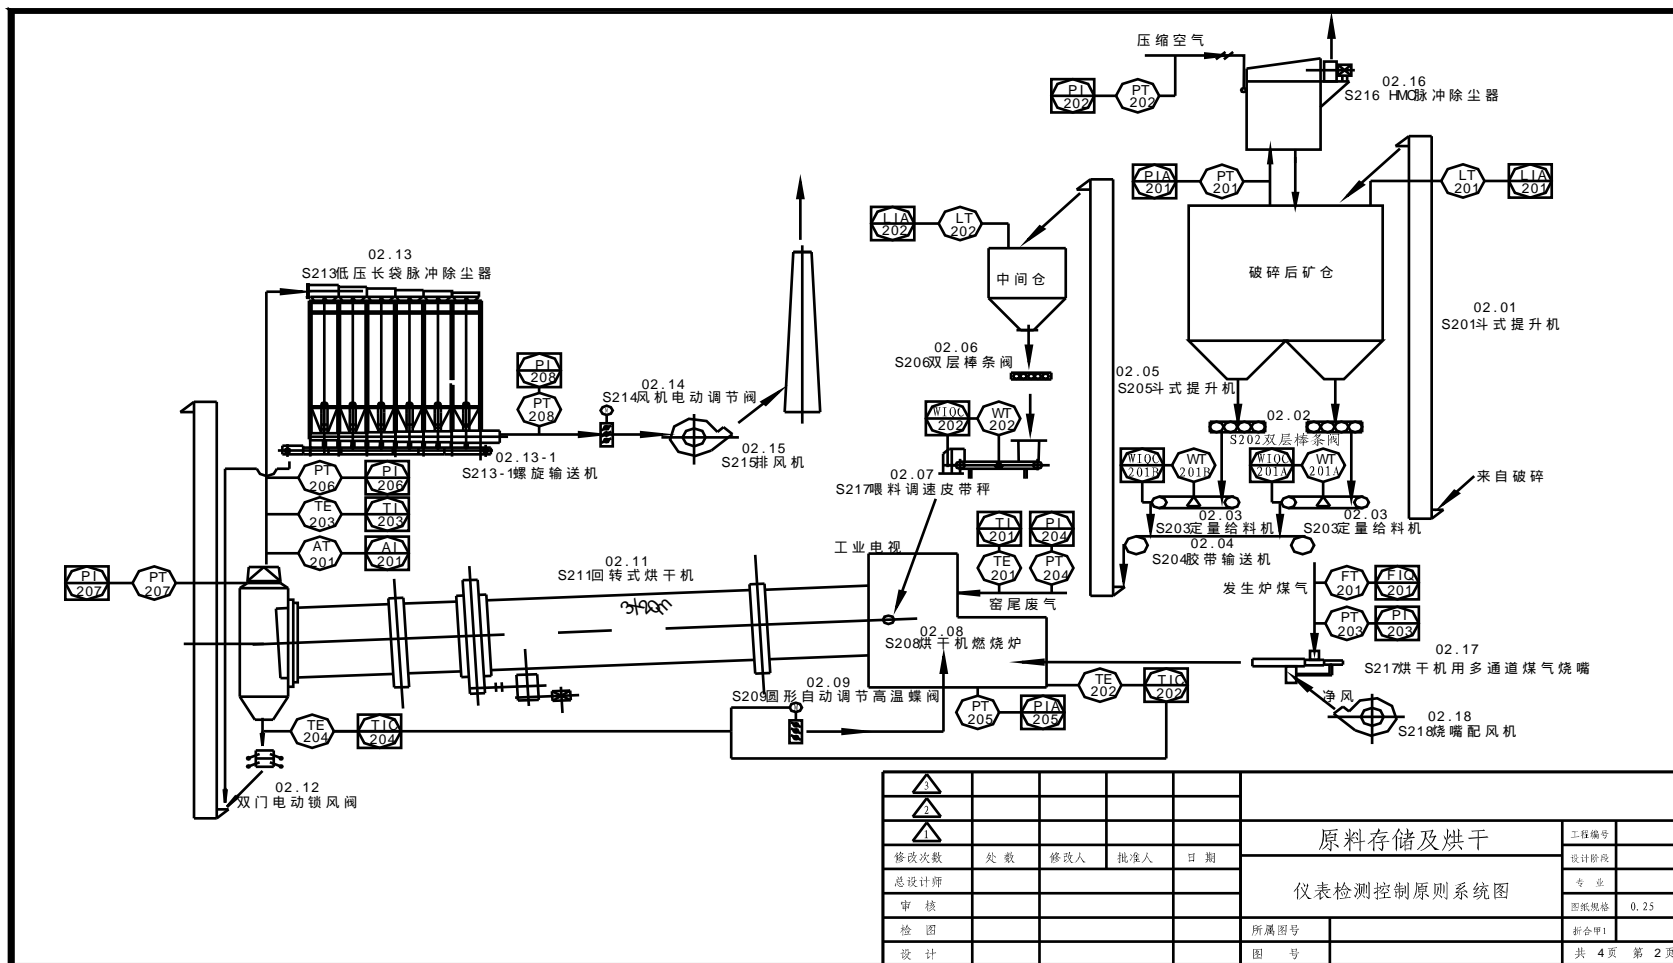 压缩空气
PI
202
PT
202
02.16
S216 HMC脉冲除尘器
PIA
201
PT
201
LT
201
LIA
201
LIA
202
LT
202
02.13
S213低压长袋脉冲除尘器
中间仓
破碎后矿仓
02.01
S201斗式提升机
02.06
S206双层棒条阀
02.05
S205斗式提升机
PI
208
PT
208
02.14
S214风机电动调节阀
02.15
S215排风机
WIQC
202
WT
202
02.02
S202双层棒条阀
02.13-1
S213-1螺旋输送机
02.07
S217喂料调速皮带秤
WIQC
201B
WT
201B
WIQC
201A
WT
201A
来自破碎
PT
206
PI
206
TE
203
TI
203
AT
201
AI
201
02.03
S203定量给料机
02.03
S203定量给料机
02.04
S204胶带输送机
TI
201
PI
204
TE
201
PT
204
工业电视
窑尾废气
PI
207
PT
207
02.11
S211回转式烘干机
发生炉煤气
FT
201
FIQ
201
PT
203
PI
203
02.08
S208烘干机燃烧炉
02.17
S217烘干机用多通道煤气烧嘴
02.09
S209圆形自动调节高温蝶阀
TE
202
TIC
202
PT
205
PIA
205
净风
02.18
S218烧嘴配风机
TE
204
TIC
204
02.12
双门电动锁风阀
3
2
1
修改次数 处数 修改人 批准人 日期
总设计师
审核
检图
设计
原料存储及烘干
仪表检测控制原则系统图
所属图号
图号
工程编号
设计阶段
专业
图纸规格 0.25
折合甲1
共 4页 第 2页